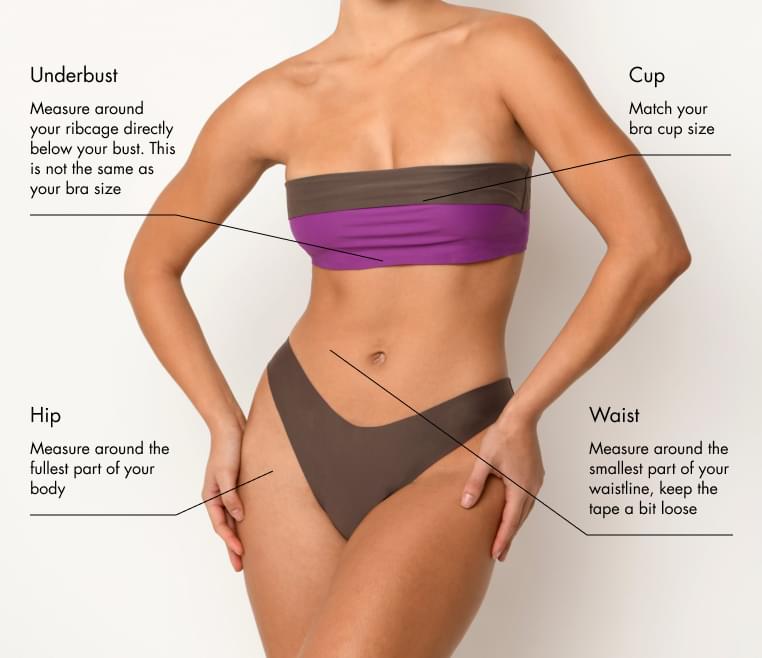 Underbust
Measure around
your ribcage directly
below your bust. This
is not the same as
your bra size
Cup
Match your
bra cup size
Hip
Measure around the
fullest part of your
body
Waist
Measure around the
smallest part of your
waistline, keep the
tape a bit loose